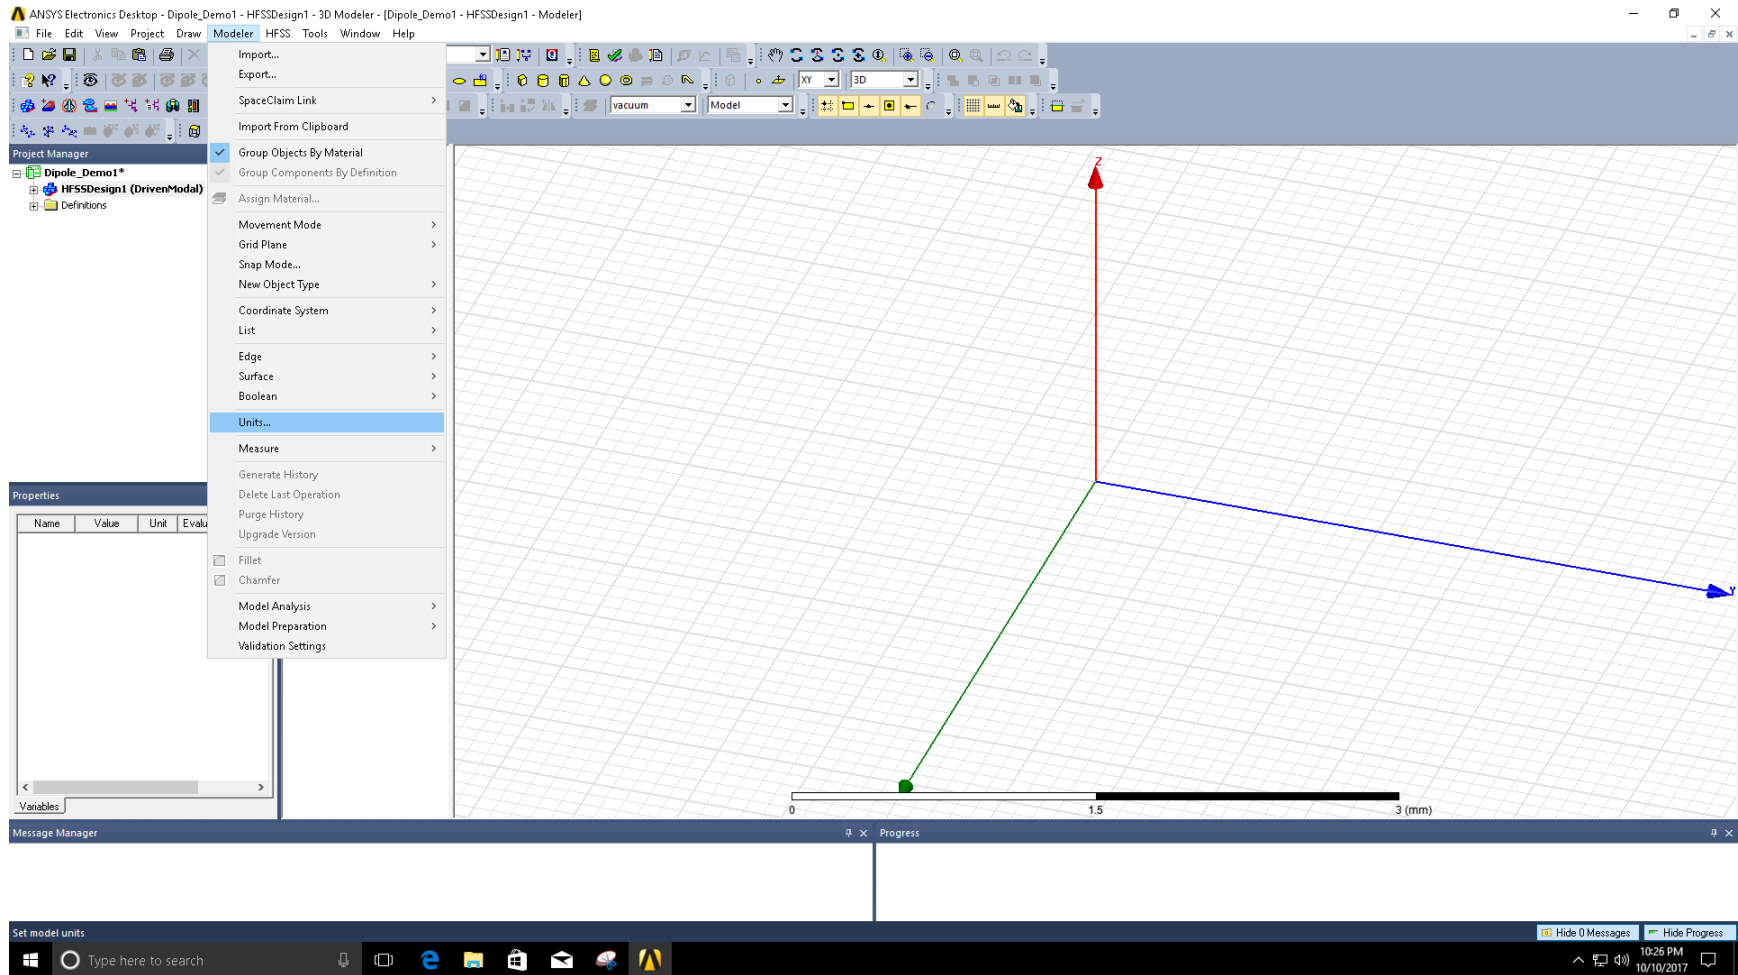 ANSYS Electronics Desktop - Dipole_Demo1 - HFSSDesign1 - 3D Modeler - [Dipole_Demo1 - HFSSDesign1 - Modeler]
File Edit View Project Draw Modeler HFSS Tools Window Help
Import...
Export...
SpaceClaim Link
Import From Clipboard
Group Objects By Material
Group Components By Definition
Assign Material...
Movement Mode
Grid Plane
Snap Mode...
New Object Type
Coordinate System
List
Edge
Surface
Boolean
Units...
Measure
Generate History
Delete Last Operation
Purge History
Upgrade Version
Fillet
Chamfer
Model Analysis
Model Preparation
Validation Settings
XY 3D
vacuum Model
Project Manager
Dipole_Demo1*
HFSSDesign1 (DrivenModal)
Definitions
Properties
Name Value Unit Evalu
Variables
Z
Y
0 1.5 3 (mm)
Message Manager
Progress
Set model units
Hide 0 Messages Hide Progress
Type here to search
10:26 PM
10/10/2017